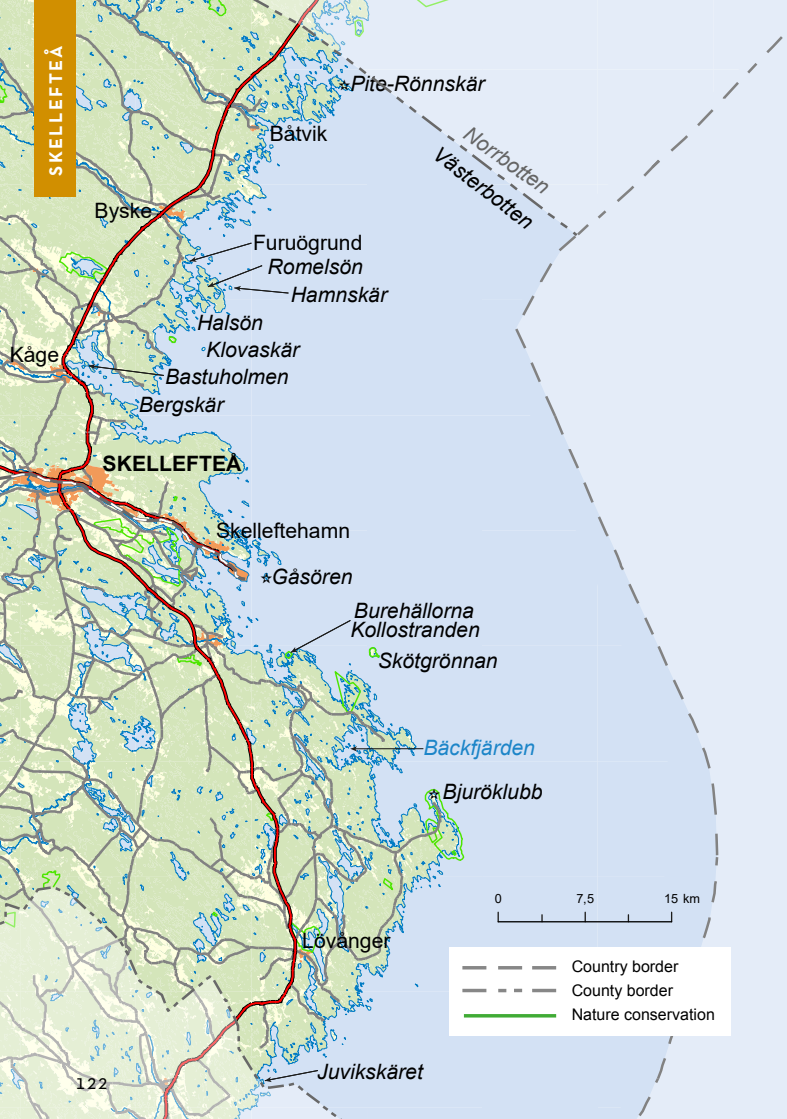 SKELLEFTEÅ
Pite-Rönnskär
Båtvik
Norrbotten
Västerbotten
Byske
Furuögrund
Romelsön
Hamnskär
Halsön
Klovaskär
Kåge
Bastuholmen
Bergskär
SKELLEFTEÅ
Skelleftehamn
Gåsören
Burehällorna
Kollostranden
Skötgrönnan
Bäckfjärden
Bjuröklubb
0 7,5 15 km
Lövånger
Country border
County border
Nature conservation
Juvikskäret
122